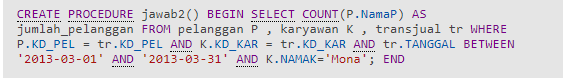 CREATE PROCEDURE jawab2() BEGIN SELECT COUNT(P.NamaP) AS
jumlah_pelanggan FROM pelanggan P , karyawan K , transjual tr WHERE
P.KD_PEL = tr.KD_PEL AND K.KD_KAR = tr.KD_KAR AND tr.TANGGAL BETWEEN
'2013-03-01' AND '2013-03-31' AND K.NAMAK='Mona'; END